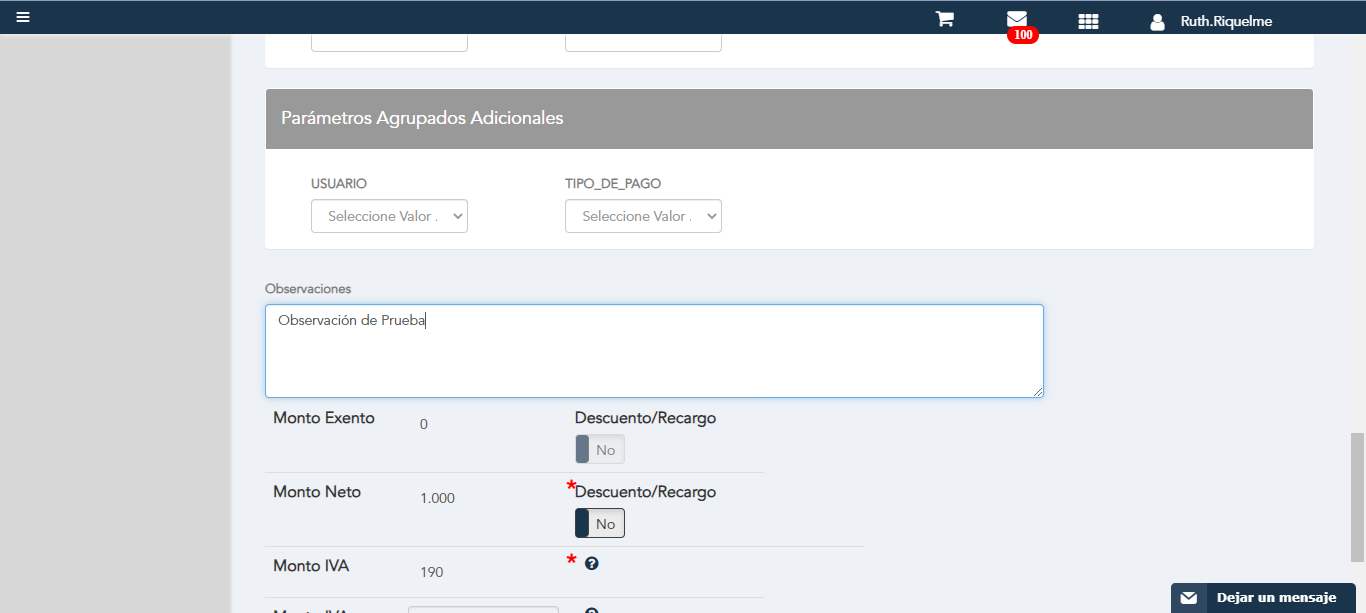 Ruth.Riquelme
100
Parámetros Agrupados Adicionales
USUARIO TIPO_DE_PAGO
Seleccione Valor . Seleccione Valor .
Observaciones
Observación de Prueba
Monto Exento 0 Descuento/Recargo
No
Monto Neto 1.000 *Descuento/Recargo
No
Monto IVA 190 * ?
Dejar un mensaje